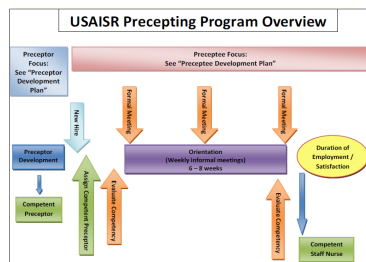 USAISR Precepting Program Overview
Preceptor
Focus:
See "Preceptor
Development
Plan"
Preceptee Focus:
See "Preceptee Development Plan"
New Hire
Formal Meeting
Formal Meeting
Formal Meeting
Preceptor
Development
Orientation
(Weekly informal meetings)
6 – 8 weeks
Duration of
Employment /
Satisfaction
Competent
Preceptor
Assign Competent Preceptor
Evaluate Competency
Evaluate Competency
Competent
Staff Nurse